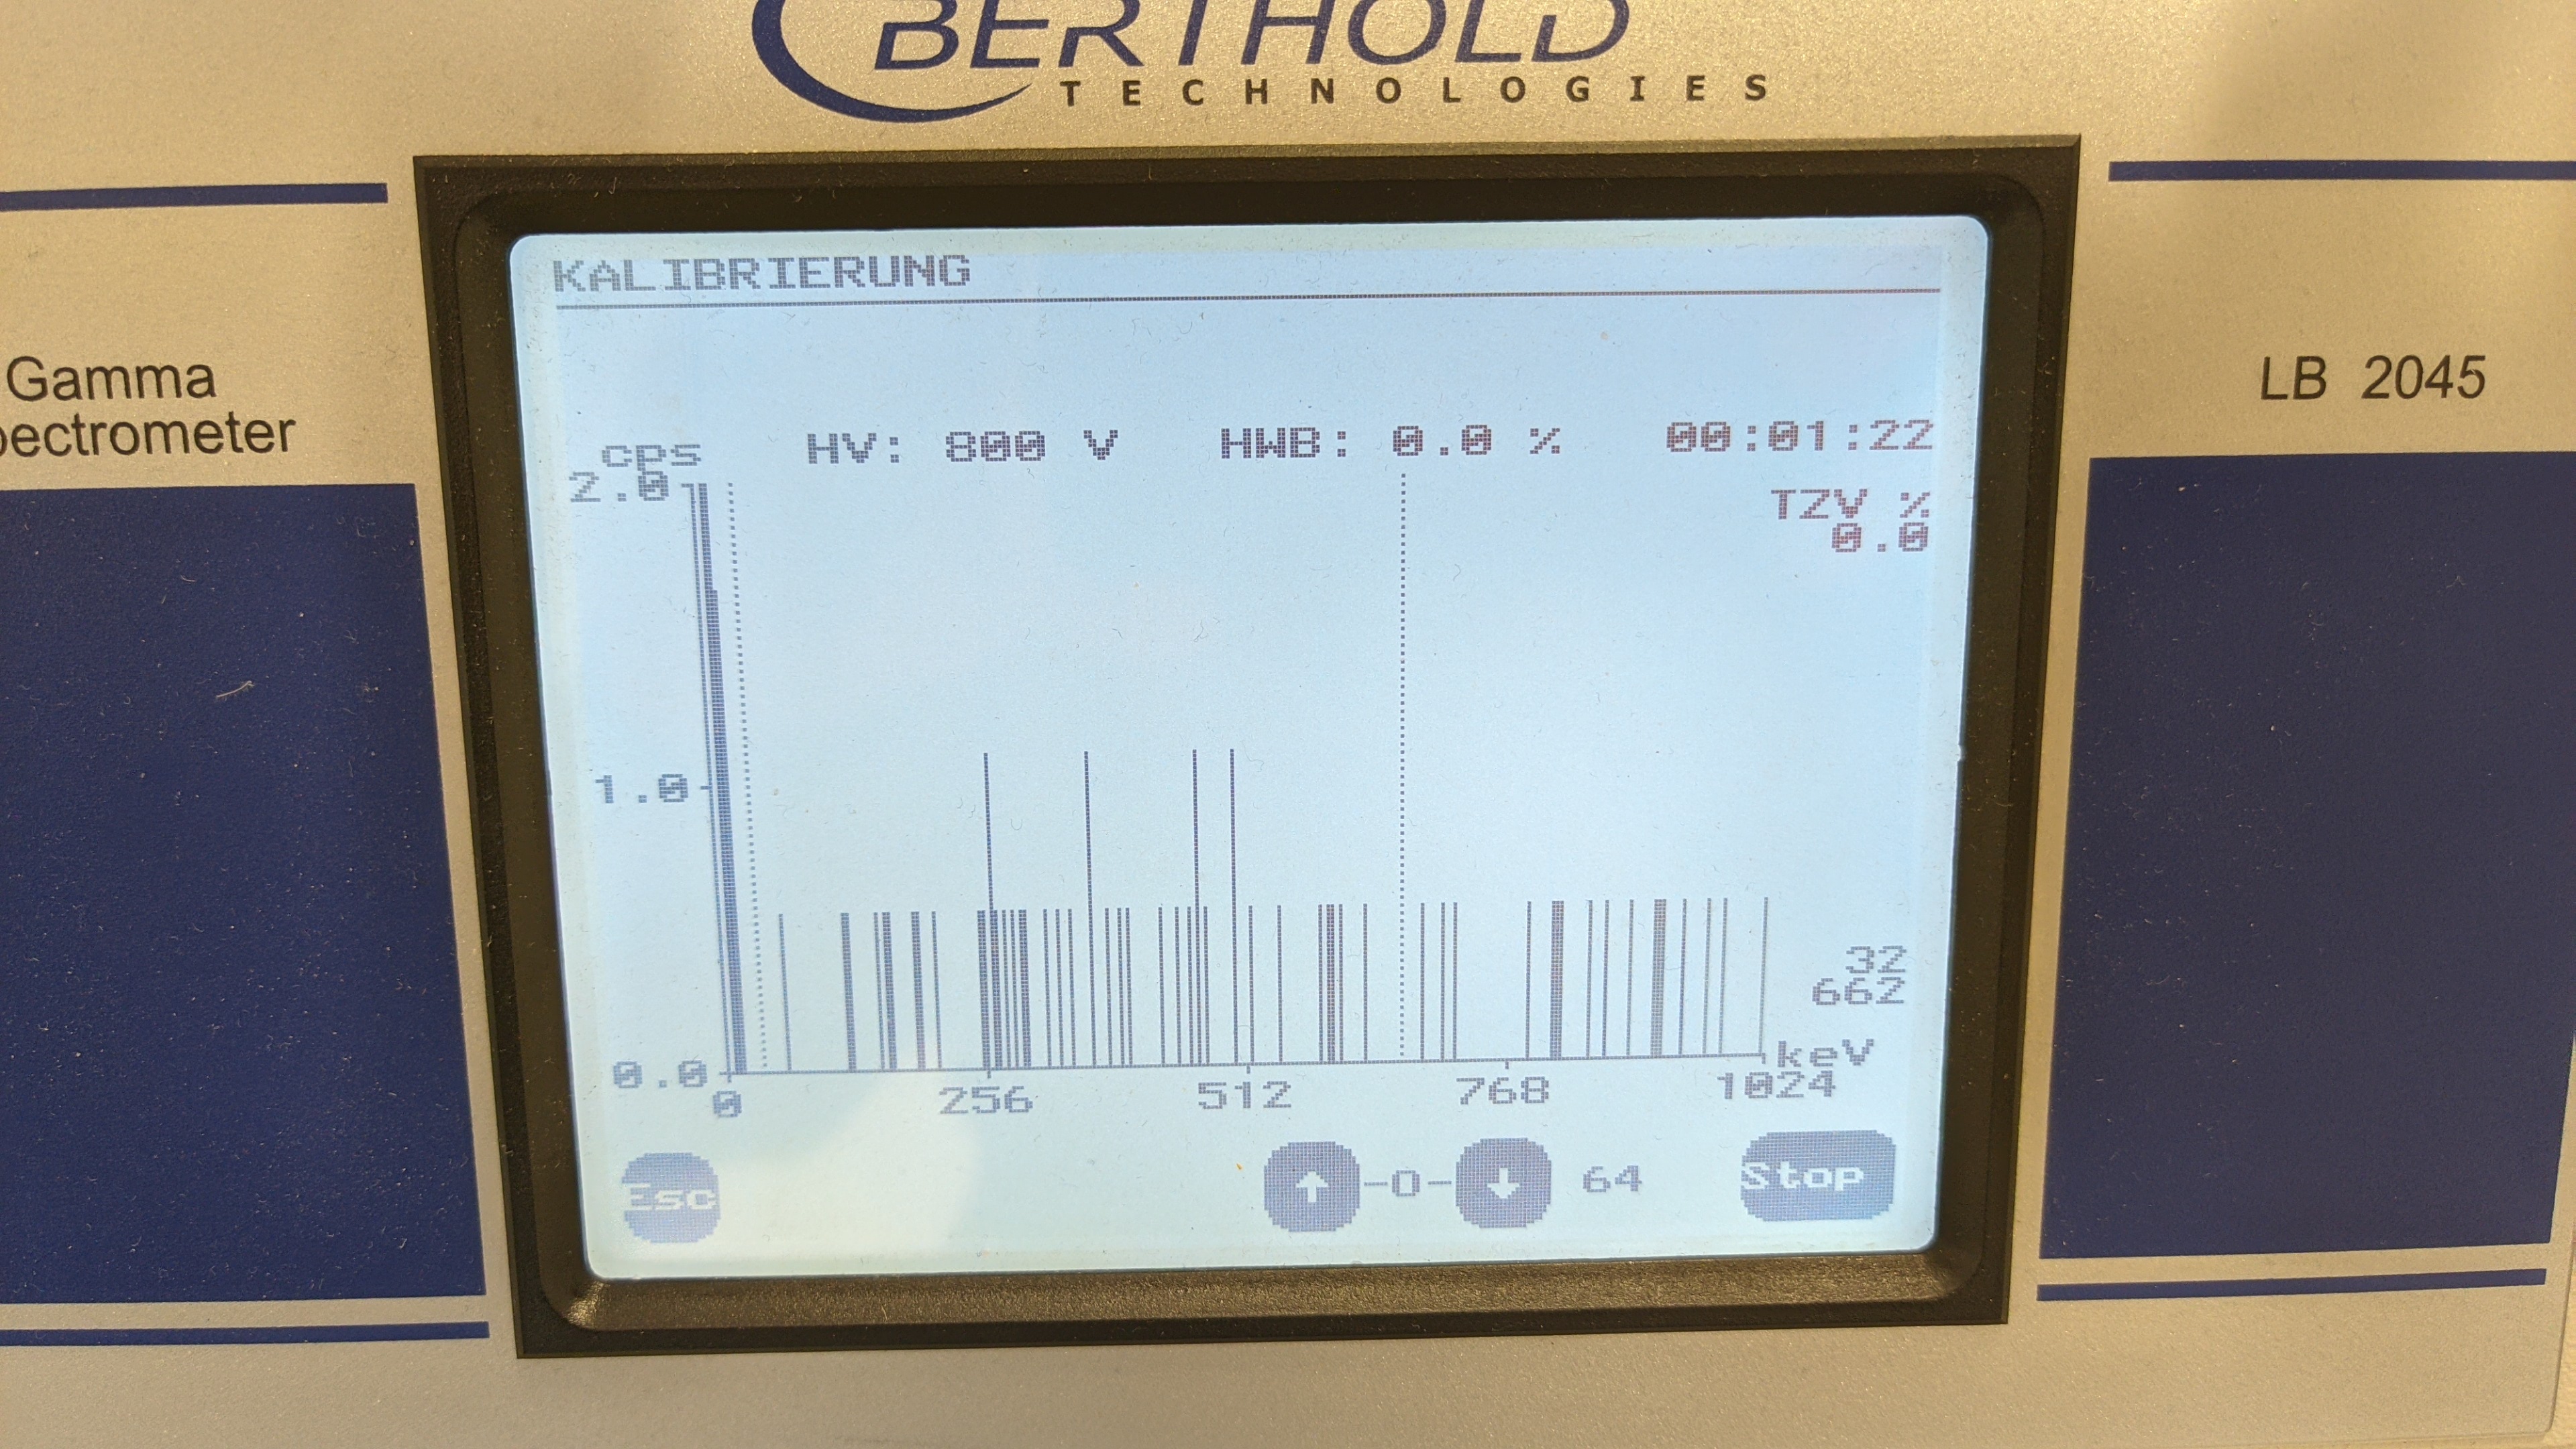 BERTHOLD
TECHNOLOGIES
Gamma
pectrometer
LB 2045
KALIBRIERUNG
cps
HV: 800 V
HWB: 0.0 %
00:01:22
2.0
TZV %
0.0
1.0
32
662
0.0
keV
0
256
512
768
1024
Esc
-0-
64
Stop